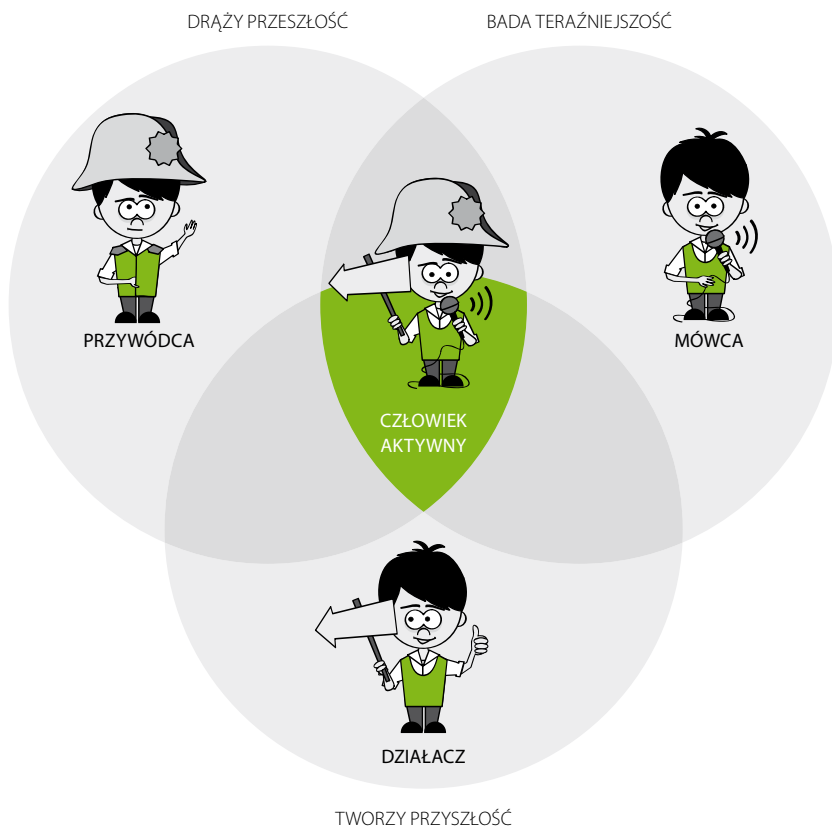 DRĄŻY PRZESZŁOŚĆ
BADA TERAŹNIEJSZOŚĆ
PRZYWÓDCA
MÓWCA
CZŁOWIEK
AKTYWNY
DZIAŁACZ
TWORZY PRZYSZŁOŚĆ